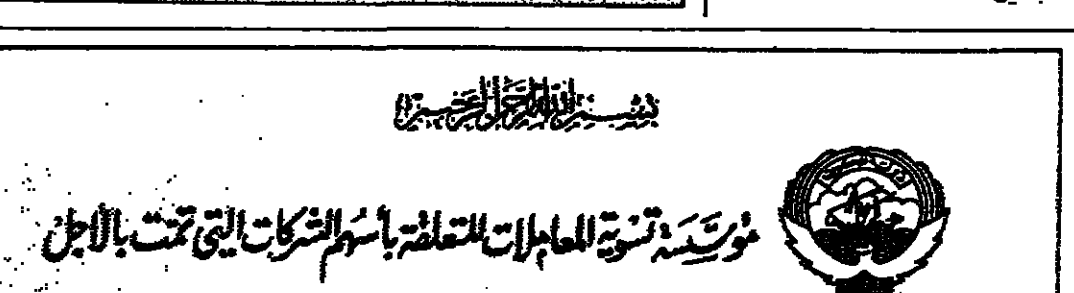 بسم الله الرحمن الرحيم
مؤسسة تسوية المعاملات المتعلقة بأسهم الشركات التي تمت بالأجل